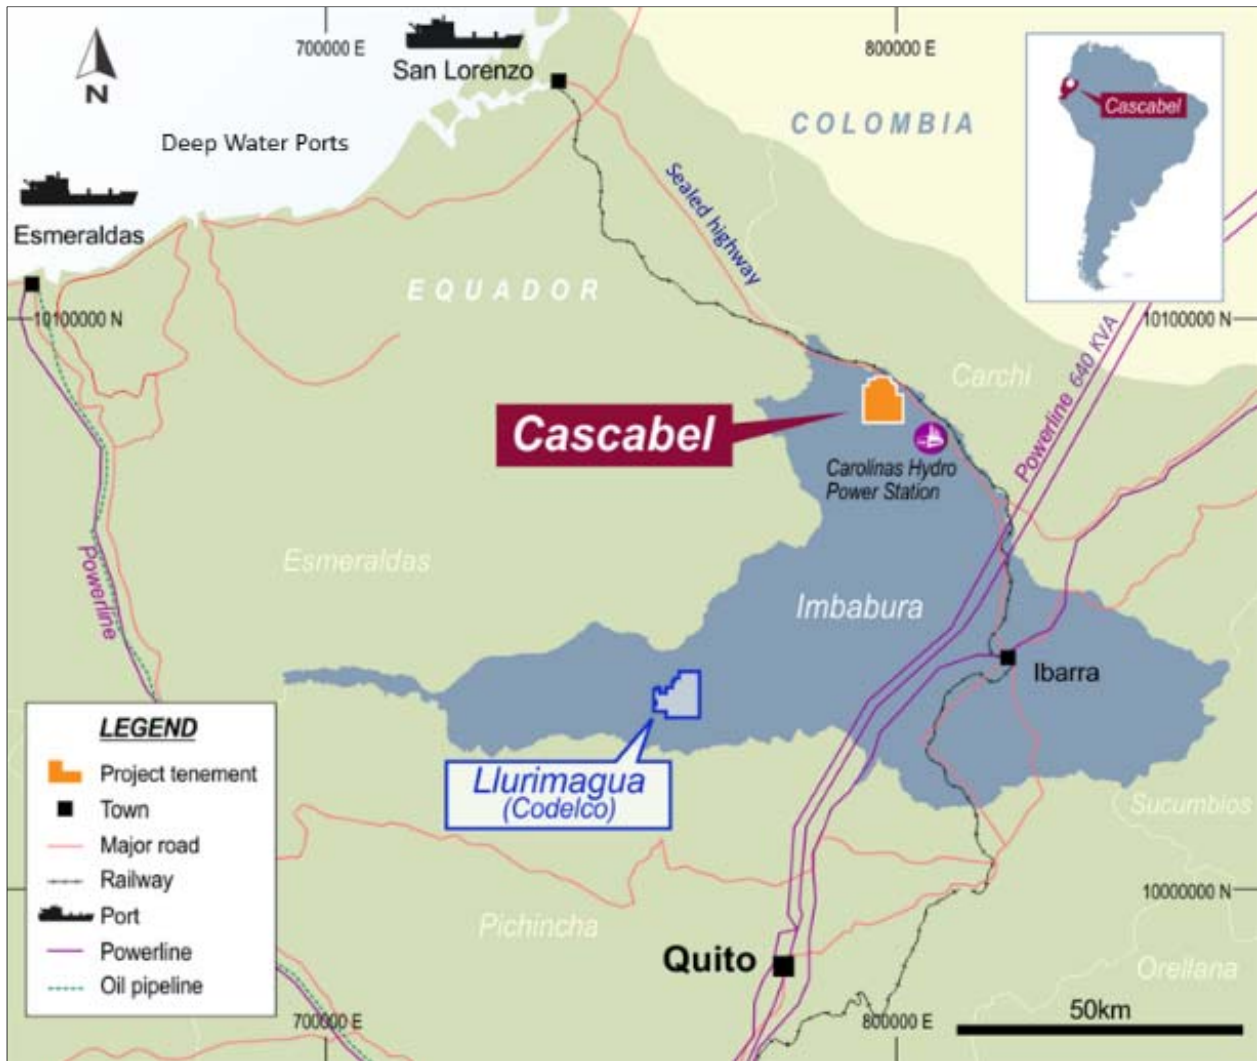 700000 E
800000 E
N
San Lorenzo
Deep Water Ports
COLOMBIA
Cascabel
Esmeraldas
Sealed highway
EQUADOR
10100000 N
10100000 N
Powerline 640 KVA
Carchi
Cascabel
Carolinas Hydro
Power Station
Esmeraldas
Powerline
Imbabura
Ibarra
LEGEND
Project tenement
Town
Major road
Railway
Port
Powerline
Oil pipeline
Llurimagua
(Codelco)
Sucumbios
10000000 N
Pichincha
Quito
Orellana
700000 E
800000 E
50km